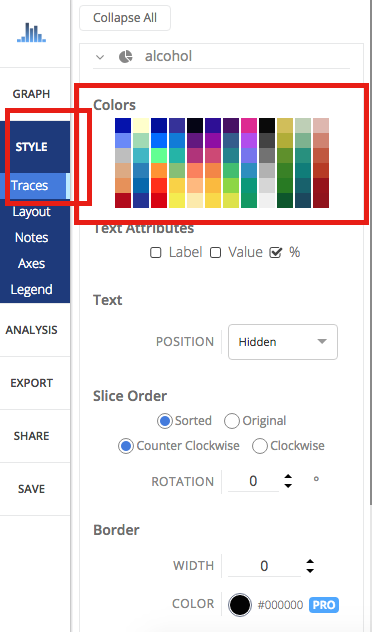 Collapse All
alcohol
GRAPH
STYLE
Traces
Layout
Notes
Axes
Legend
ANALYSIS
EXPORT
SHARE
SAVE
Colors
Text Attributes
Label Value %
Text
POSITION Hidden
Slice Order
Sorted Original
Counter Clockwise Clockwise
ROTATION 0 °
Border
WIDTH 0
COLOR #000000 PRO